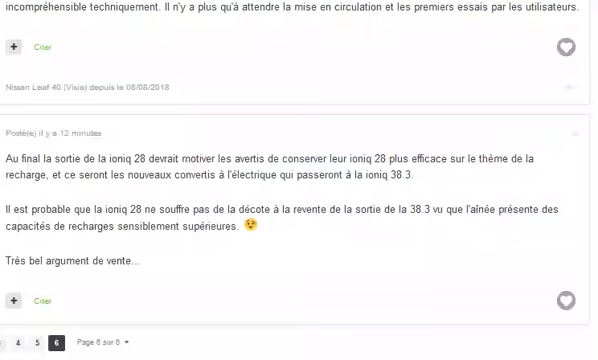 incompréhensible techniquement. Il n'y a plus qu'à attendre la mise en circulation et les premiers essais par les utilisateurs.
+ Citer
Nissan Leaf 40 (Visia) depuis le 08/08/2018
Posté(e) il y a 12 minutes
Au final la sortie de la ioniq 28 devrait motiver les avertis de conserver leur ioniq 28 plus efficace sur le thème de la
recharge, et ce seront les nouveaux convertis à l'électrique qui passeront à la ioniq 38.3.
Il est probable que la ioniq 28 ne souffre pas de la décote à la revente de la sortie de la 38.3 vu que l'aînée présente des
capacités de recharges sensiblement supérieures.
Très bel argument de vente...
+ Citer
4 5 6 Page 6 sur 6